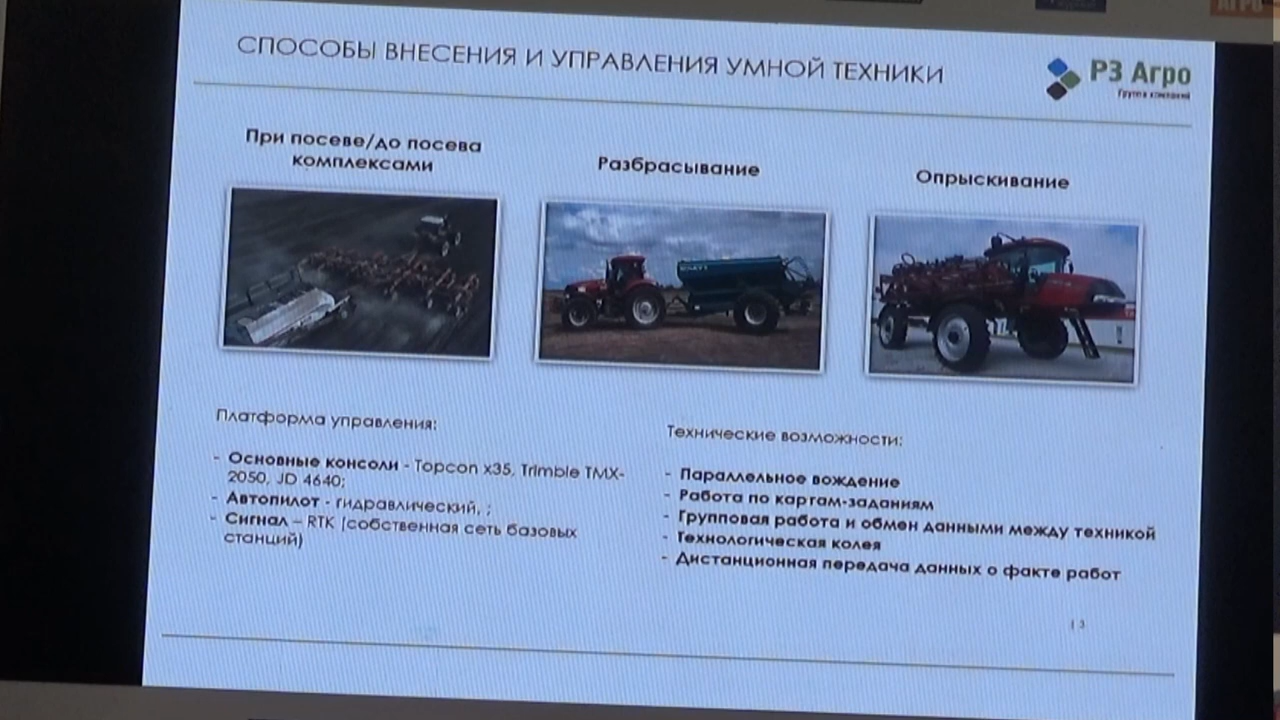 СПОСОБЫ ВНЕСЕНИЯ И УПРАВЛЕНИЯ УМНОЙ ТЕХНИКИ
РЗ Агро
Группа компаний
При посеве/до посева
комплексами
Разбрасывание
Опрыскивание
Платформа управления:
- Основные консоли - Topcon x35, Trimble TMX-
2050, JD 4640;
- Автопилот - гидравлический, ;
- Сигнал – RTK (собственная сеть базовых
станций)
Технические возможности:
- Параллельное вождение
- Работа по картам-заданиям
- Групповая работа и обмен данными между техникой
- Технологическая колея
- Дистанционная передача данных о факте работ
| 3